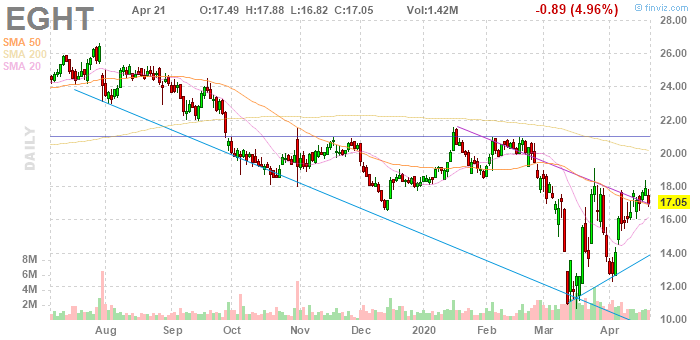 EGHT
Apr 21 O:17.49 H:17.88 L:16.82 C:17.05 Vol:1.42M -0.89 (4.96%)
© finviz.com
SMA 50
SMA 200
SMA 20
DAILY
28.00
26.00
24.00
22.00
20.00
18.00
17.05
16.00
14.00
12.00
10.00
8M
6M
4M
2M
Aug Sep Oct Nov Dec 2020 Feb Mar Apr